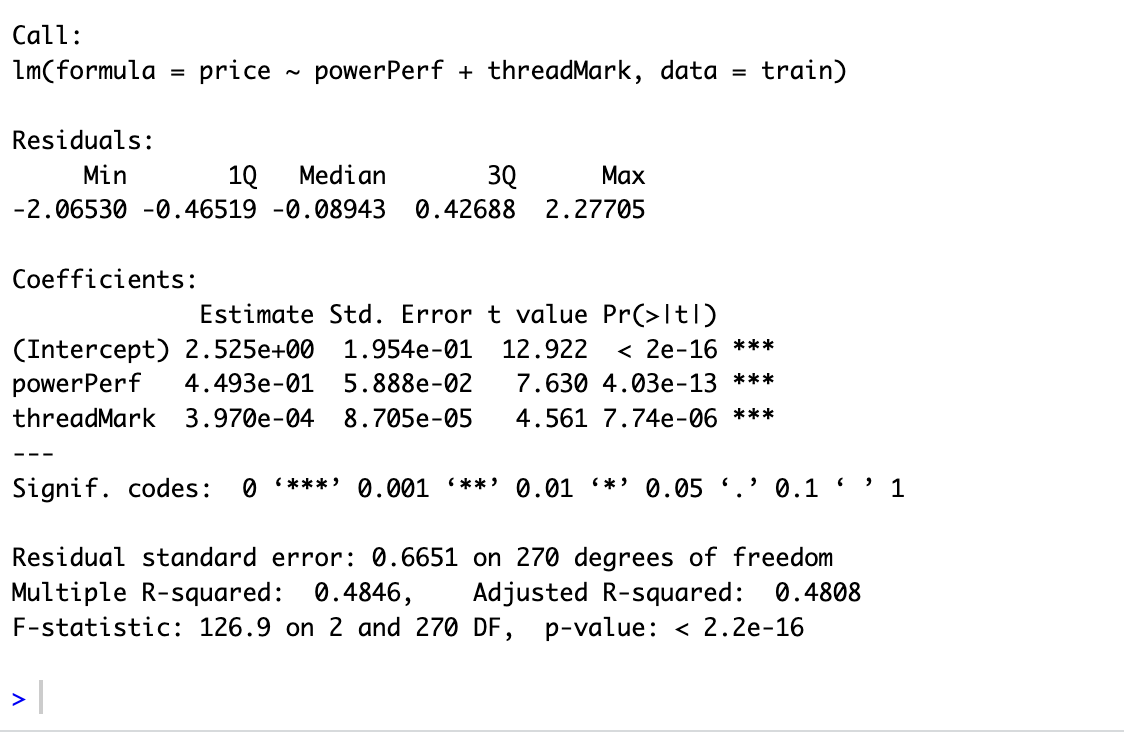 Call:
lm(formula = price ~ powerPerf + threadMark, data = train)
Residuals:
     Min       1Q   Median       3Q      Max
-2.06530 -0.46519 -0.08943  0.42688  2.27705
Coefficients:
             Estimate Std. Error t value Pr(>|t|)
(Intercept) 2.525e+00  1.954e-01  12.922  < 2e-16 ***
powerPerf   4.493e-01  5.888e-02   7.630 4.03e-13 ***
threadMark  3.970e-04  8.705e-05   4.561 7.74e-06 ***
---
Signif. codes:  0 ‘***’ 0.001 ‘**’ 0.01 ‘*’ 0.05 ‘.’ 0.1 ‘ ’ 1
Residual standard error: 0.6651 on 270 degrees of freedom
Multiple R-squared:  0.4846,	Adjusted R-squared:  0.4808
F-statistic: 126.9 on 2 and 270 DF,  p-value: < 2.2e-16
>